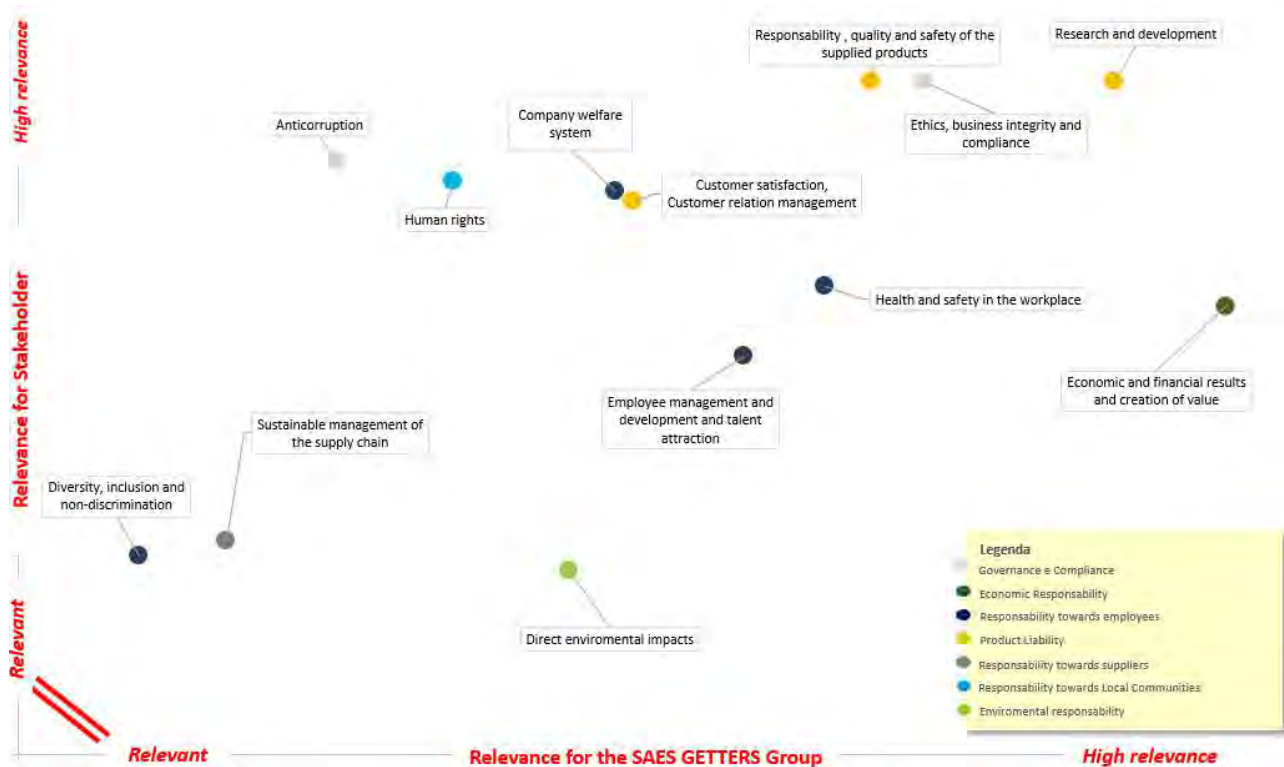 High relevance
Responsability , quality and safety of the
supplied products
Research and development
Anticorruption
Company welfare
system
Ethics, business integrity and
compliance
Human rights
Customer satisfaction,
Customer relation management
Relevance for Stakeholder
Health and safety in the workplace
Economic and financial results
and creation of value
Employee management and
development and talent
attraction
Sustainable management of
the supply chain
Diversity, inclusion and
non-discrimination
Direct enviromental impacts
Legenda
Governance e Compliance
Economic Responsability
Responsability towards employees
Product Liability
Responsability towards suppliers
Responsability towards Local Communities
Enviromental responsability
Relevant
Relevant
Relevance for the SAES GETTERS Group
High relevance